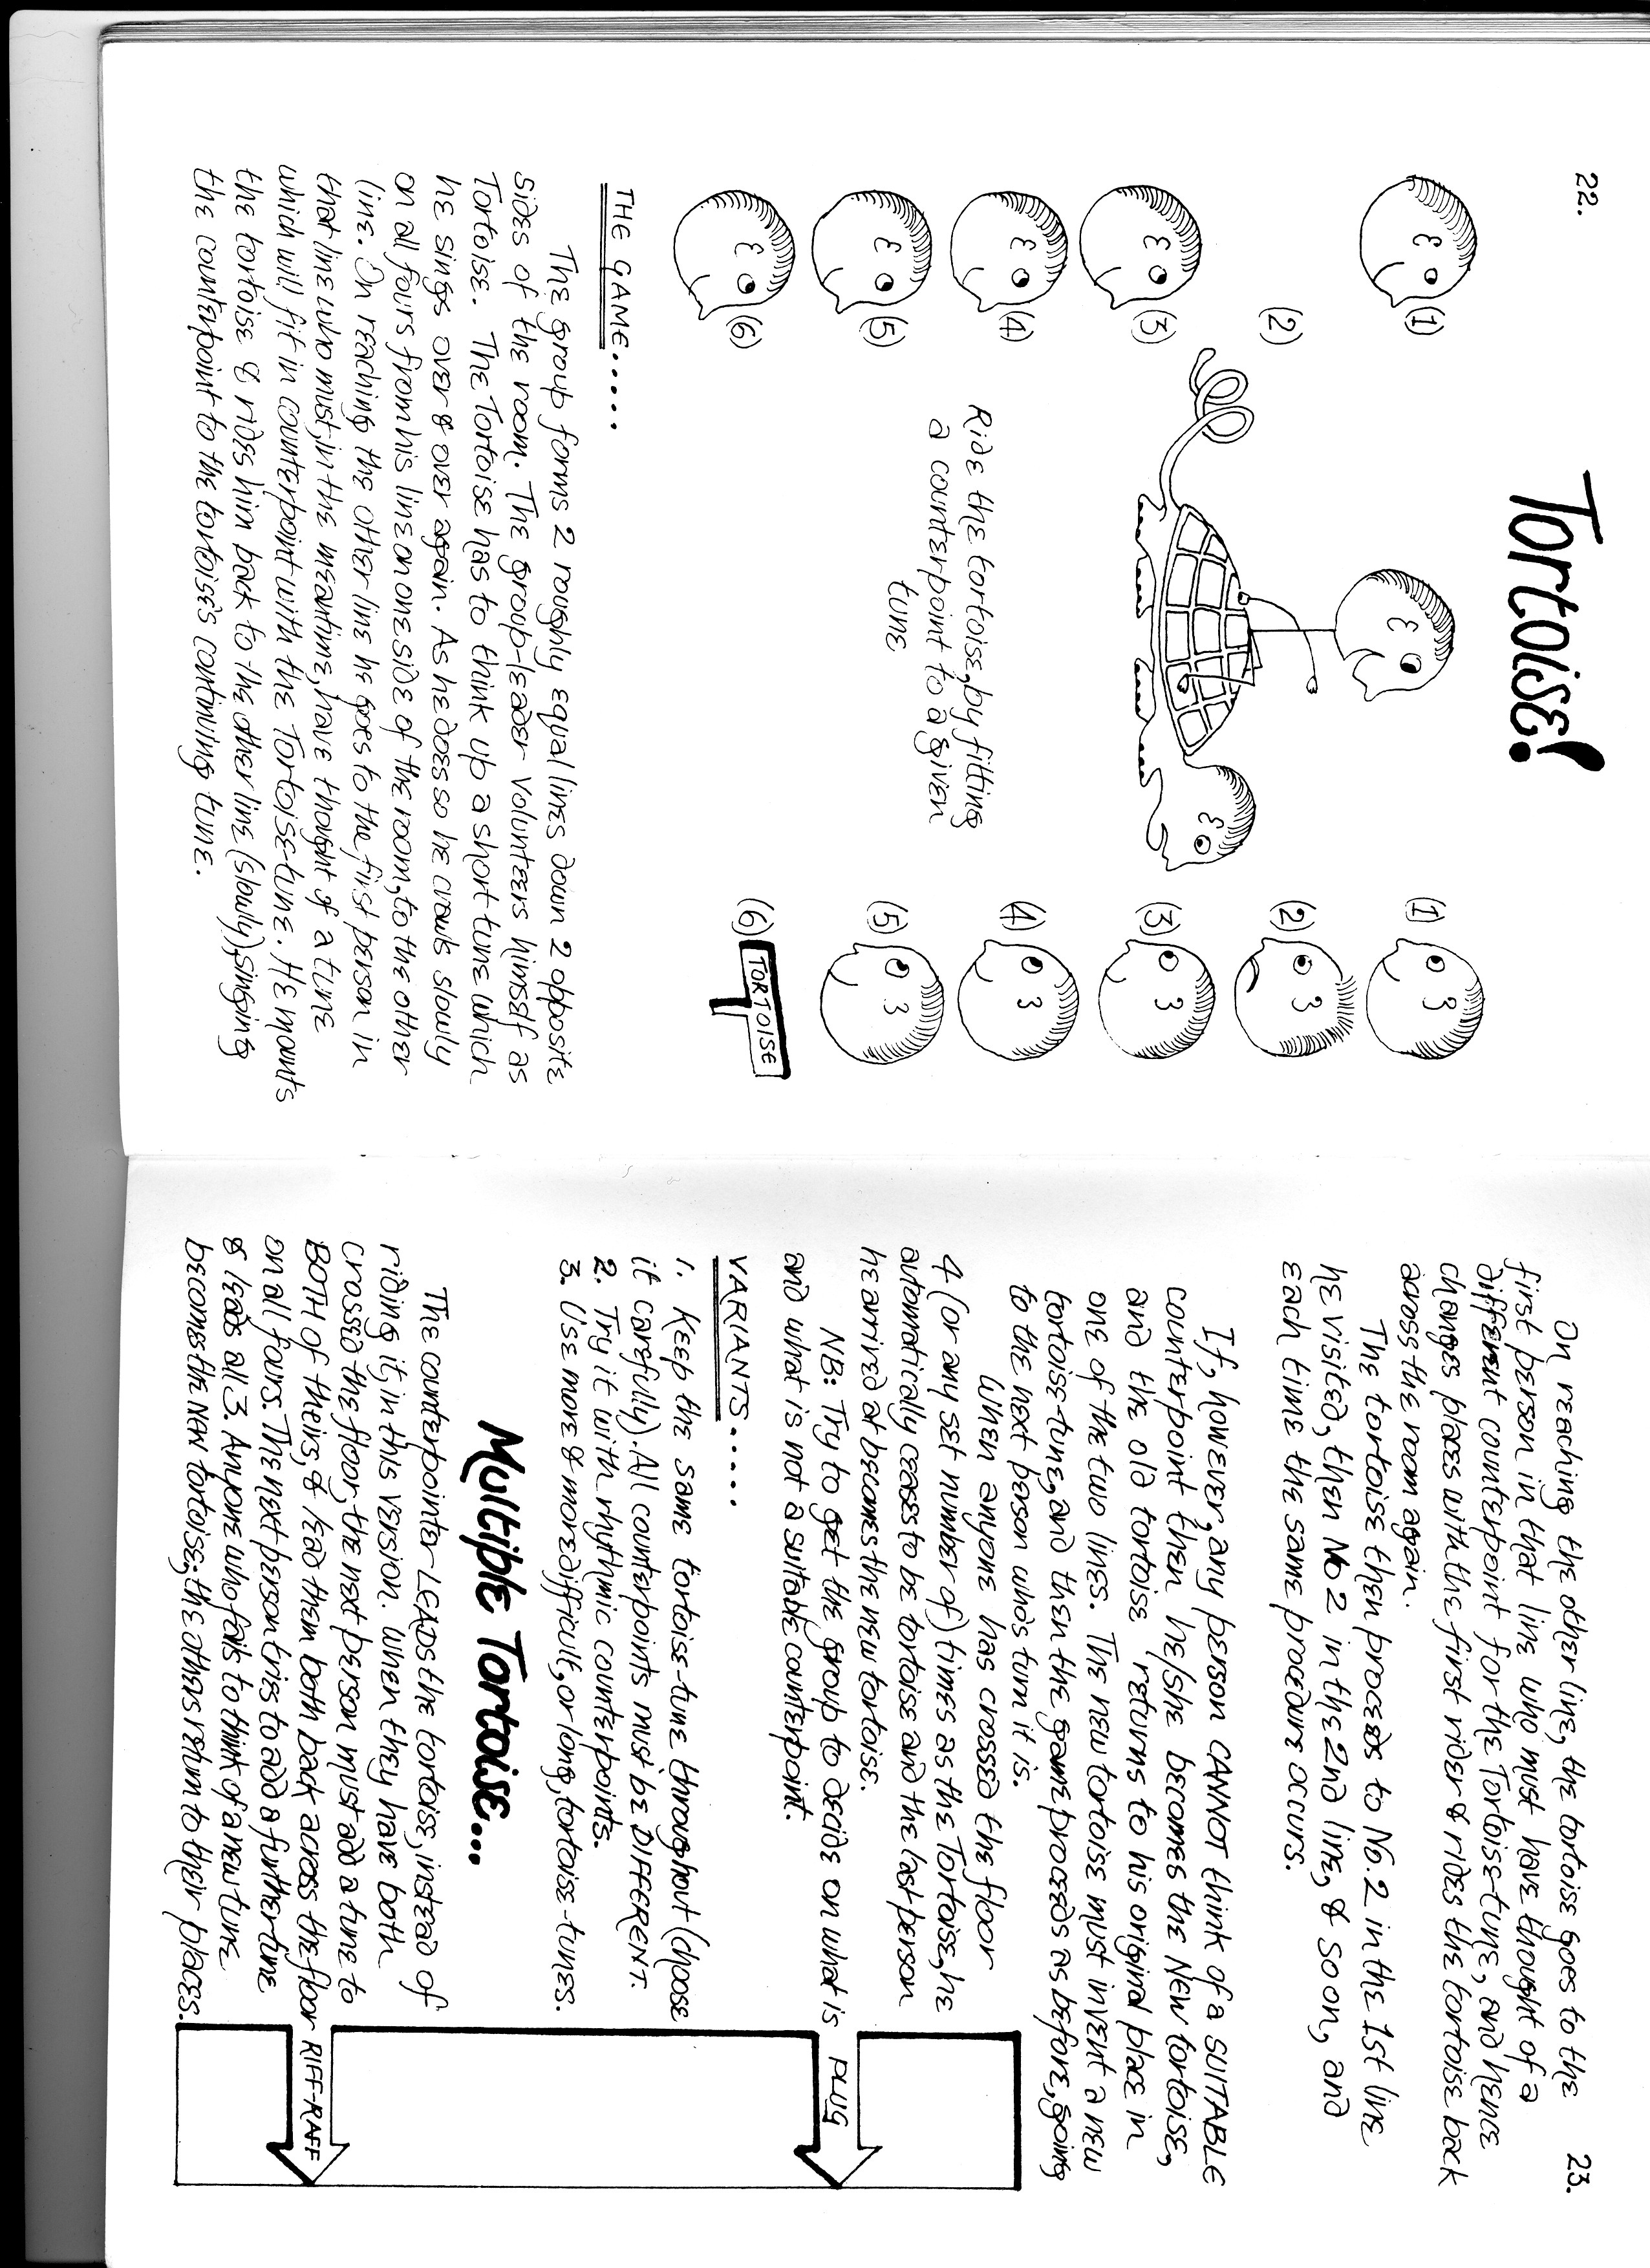 22.
Tortoise!
(1)
(2)
(3)
(4)
(5)
(6)
Ride the tortoise, by fitting
a counterpoint to a given
tune
(1)
(2)
(3)
(4)
(5)
(6)
TORTOISE
THE GAME.....
The group forms 2 roughly equal lines down 2 opposite
sides of the room. The group-leader volunteers himself as
Tortoise. The Tortoise has to think up a short tune which
he sings over & over again. As he does so he crawls slowly
on all fours from his line on one side of the room, to the other
line. On reaching the other line he goes to the first person in
that line who must, in the meantime, have thought of a tune
which will fit in counterpoint with the Tortoise-tune. He mounts
the tortoise & rides him back to the other line (slowly) singing
the counterpoint to the tortoise's continuing tune.
23.
On reaching the other line, the tortoise goes to the
first person in that line who must have thought of a
different counterpoint for the Tortoise-tune, and hence
changes places with the first rider & rides the tortoise back
across the room again.
The tortoise then proceeds to No. 2 in the 1st line
he visited, then No 2 in the 2nd line, & so on, and
each time the same procedure occurs.
If, however, any person CANNOT think of a SUITABLE
counterpoint then he/she becomes the NEW tortoise,
and the old tortoise returns to his original place in
one of the two lines. The new tortoise must invent a new
tortoise-tune, and then the game proceeds as before, going
to the next person who's turn it is.
When anyone has crossed the floor
4 (or any set number of) times as the Tortoise, he
automatically ceases to be tortoise and the last person
he arrived at becomes the new tortoise.
NB: Try to get the group to decide on what is
and what is not a suitable counterpoint.
PLUG
VARIANTS.....
1. Keep the same tortoise-tune throughout (choose
it carefully). All counterpoints must be DIFFERENT.
2. Try it with rhythmic counterpoints.
3. Use more & more difficult, or long, tortoise-tunes.
Multiple Tortoise...
The counterpointer LEADS the tortoise, instead of
riding it, in this version. When they have both
crossed the floor, the next person must add a tune to
BOTH of theirs, & lead them both back across the floor
on all fours. The next person tries to add a further tune
& leads all 3. Anyone who fails to think of a new tune
becomes the NEW tortoise; the others return to their places.
RIFF-RAFF